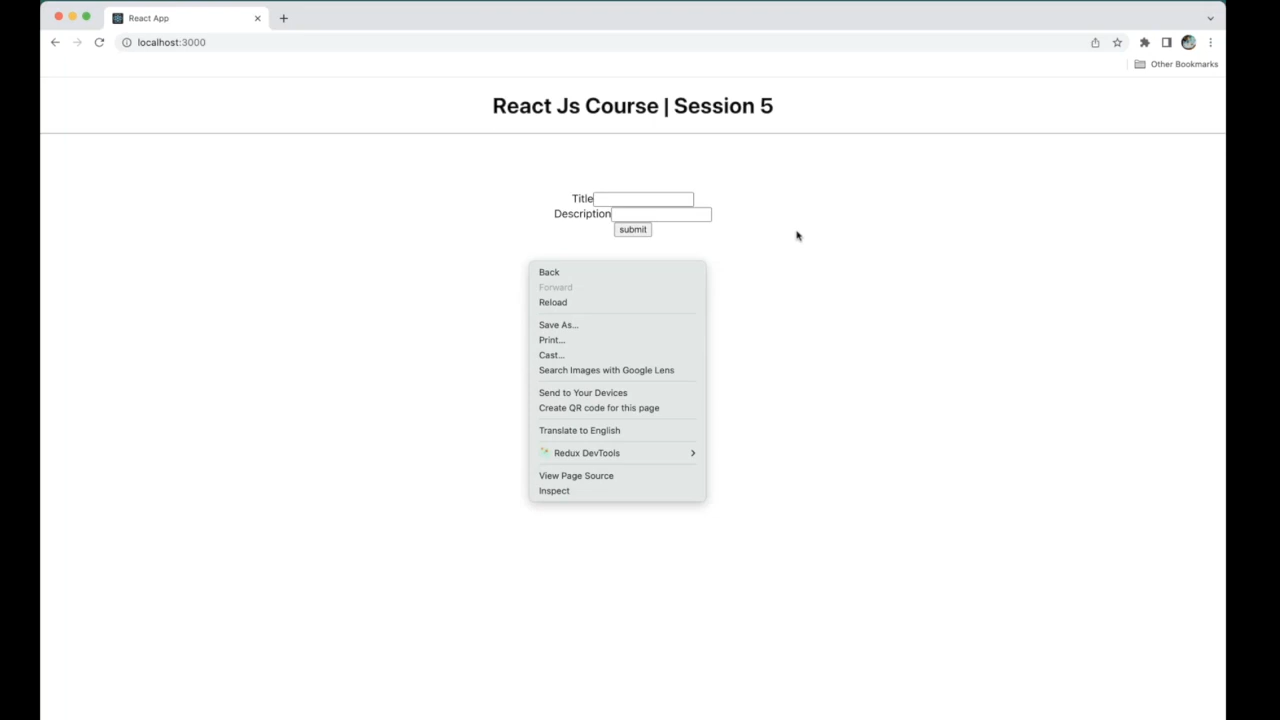 React App
localhost:3000
Other Bookmarks
React Js Course | Session 5
Title
Description
submit
Back
Forward
Reload
Save As...
Print...
Cast...
Search Images with Google Lens
Send to Your Devices
Create QR code for this page
Translate to English
Redux DevTools
View Page Source
Inspect